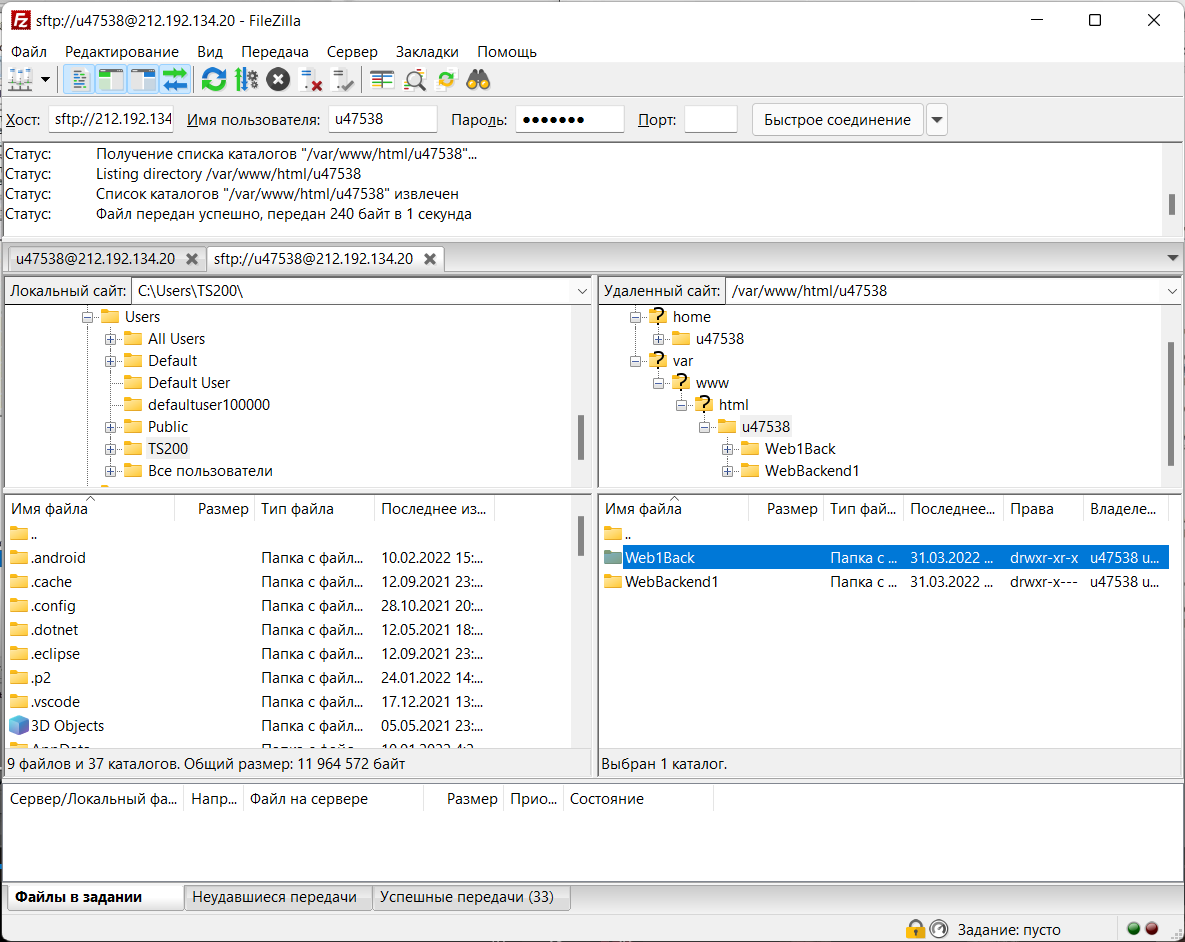 sftp://u47538@212.192.134.20 - FileZilla
Файл Редактирование Вид Передача Сервер Закладки Помощь
Хост: sftp://212.192.134 Имя пользователя: u47538 Пароль: ●●●●●●● Порт: Быстрое соединение
Статус: Получение списка каталогов "/var/www/html/u47538"...
Статус: Listing directory /var/www/html/u47538
Статус: Список каталогов "/var/www/html/u47538" извлечен
Статус: Файл передан успешно, передан 240 байт в 1 секунда
u47538@212.192.134.20 sftp://u47538@212.192.134.20
Локальный сайт: C:\Users\TS200\
Users
All Users
Default
Default User
defaultuser100000
Public
TS200
Все пользователи
Имя файла Размер Тип файла Последнее из...
..
.android Папка с файл... 10.02.2022 15:...
.cache Папка с файл... 12.09.2021 23:...
.config Папка с файл... 28.10.2021 20:...
.dotnet Папка с файл... 12.05.2021 18:...
.eclipse Папка с файл... 12.09.2021 23:...
.p2 Папка с файл... 24.01.2022 14:...
.vscode Папка с файл... 17.12.2021 13:...
3D Objects Папка с файл... 05.05.2021 23:...
9 файлов и 37 каталогов. Общий размер: 11 964 572 байт
Удаленный сайт: /var/www/html/u47538
home
u47538
var
www
html
u47538
Web1Back
WebBackend1
Имя файла Размер Тип фай... Последнее... Права Владеле...
..
Web1Back Папка с ... 31.03.2022 ... drwxr-xr-x u47538 u...
WebBackend1 Папка с ... 31.03.2022 ... drwxr-x--- u47538 u...
Выбран 1 каталог.
Сервер/Локальный фа... Напр... Файл на сервере Размер Прио... Состояние
Файлы в задании Неудавшиеся передачи Успешные передачи (33)
Задание: пусто